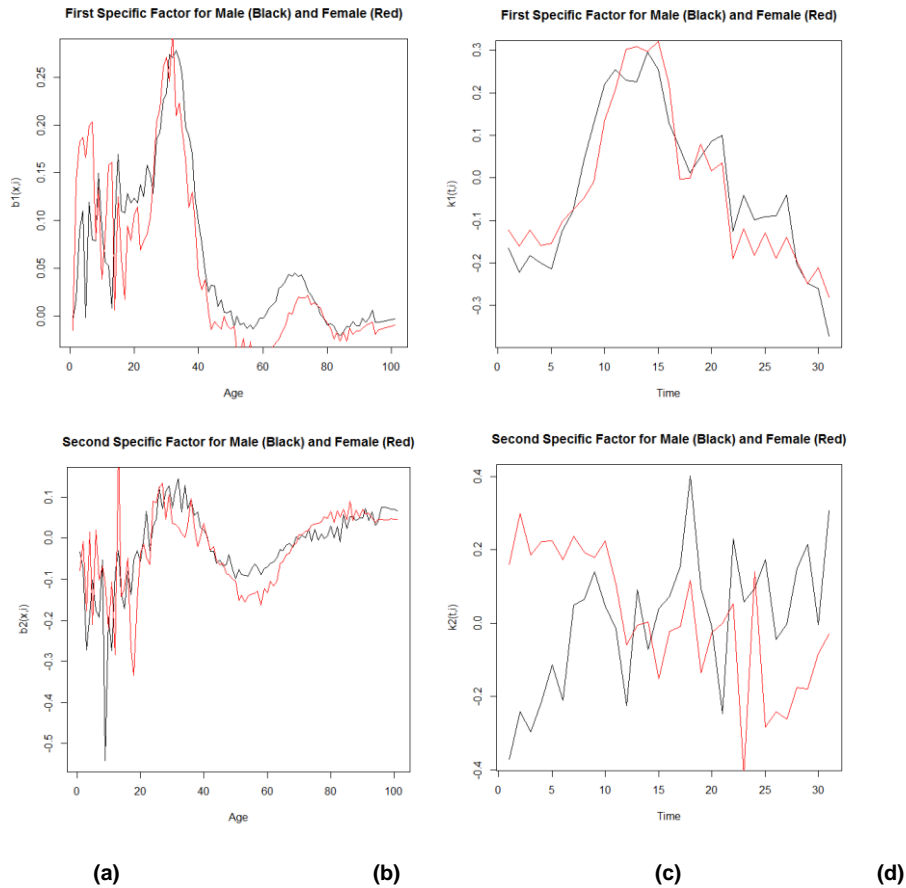 First Specific Factor for Male (Black) and Female (Red)
b1(x,i)
0.25
0.20
0.15
0.10
0.05
0.00
0 20 40 60 80 100
Age
First Specific Factor for Male (Black) and Female (Red)
k1(t,i)
0.3
0.2
0.1
0.0
-0.1
-0.2
-0.3
0 5 10 15 20 25 30
Time
Second Specific Factor for Male (Black) and Female (Red)
b2(x,i)
0.1
0.0
-0.1
-0.2
-0.3
-0.4
-0.5
0 20 40 60 80 100
Age
Second Specific Factor for Male (Black) and Female (Red)
k2(t,i)
0.4
0.2
0.0
-0.2
-0.4
0 5 10 15 20 25 30
Time
(a) (b) (c) (d)